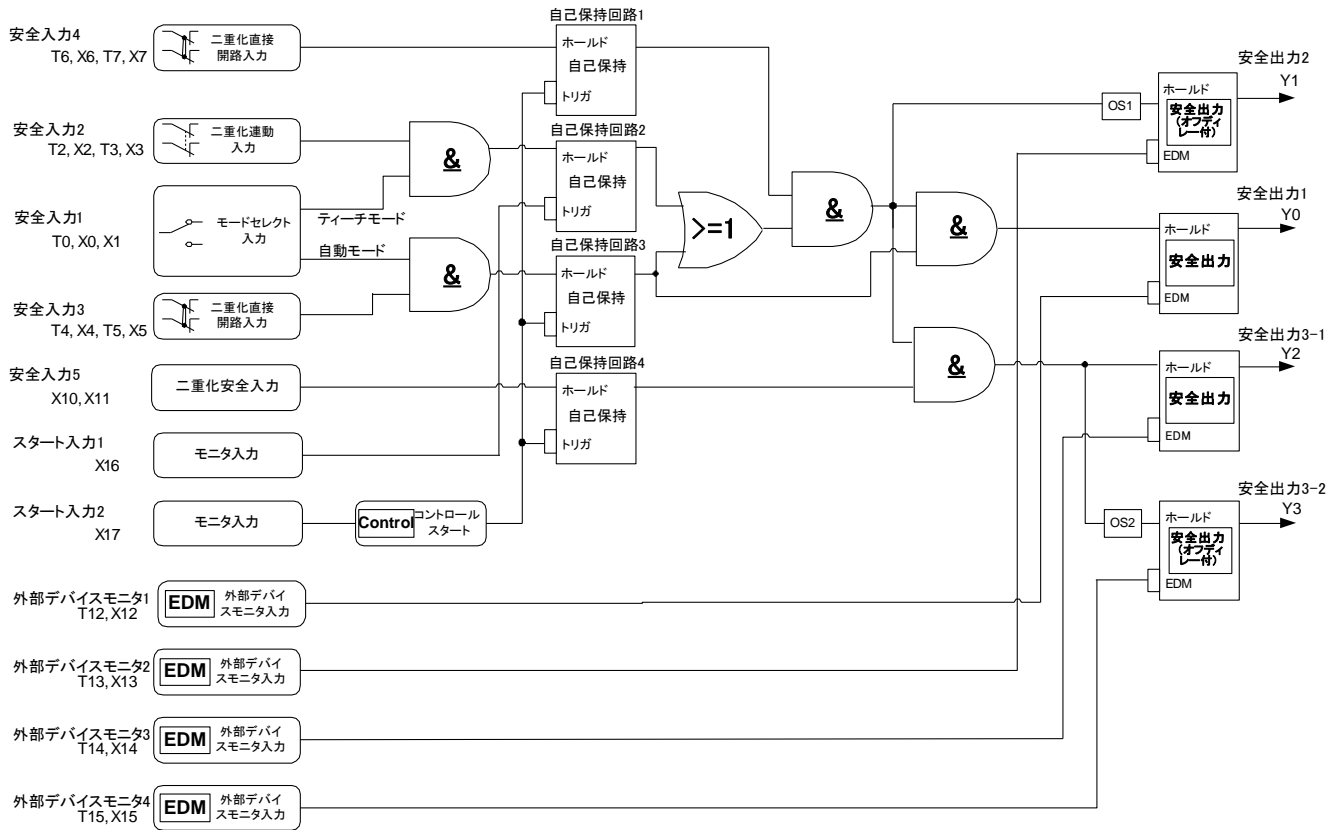 安全入力4
T6, X6, T7, X7
二重化直接
開路入力
自己保持回路1
ホールド
自己保持
トリガ
安全入力2
T2, X2, T3, X3
二重化連動
入力
&
自己保持回路2
ホールド
自己保持
トリガ
安全入力1
T0, X0, X1
モードセレクト
入力
ティーチモード
自動モード
&
自己保持回路3
ホールド
自己保持
トリガ
安全入力3
T4, X4, T5, X5
二重化直接
開路入力
安全入力5
X10, X11
二重化安全入力
自己保持回路4
ホールド
自己保持
トリガ
スタート入力1
X16
モニタ入力
スタート入力2
X17
モニタ入力
Control
コントロール
スタート
>=1
&
&
&
OS1
安全出力2
Y1
ホールド
安全出力
(オフディ
レー付)
EDM
安全出力1
Y0
ホールド
安全出力
EDM
安全出力3-1
Y2
ホールド
安全出力
EDM
OS2
安全出力3-2
Y3
ホールド
安全出力
(オフディ
レー付)
EDM
外部デバイスモニタ1
T12, X12
EDM
外部デバイ
スモニタ入力
外部デバイスモニタ2
T13, X13
EDM
外部デバイ
スモニタ入力
外部デバイスモニタ3
T14, X14
EDM
外部デバイ
スモニタ入力
外部デバイスモニタ4
T15, X15
EDM
外部デバイ
スモニタ入力